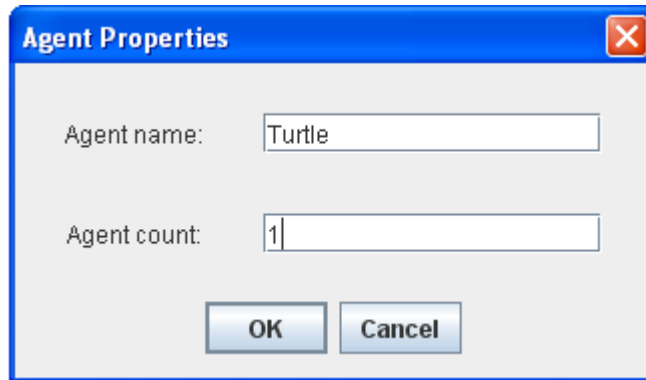 Agent Properties
Agent name: Turtle
Agent count: 1
OK Cancel